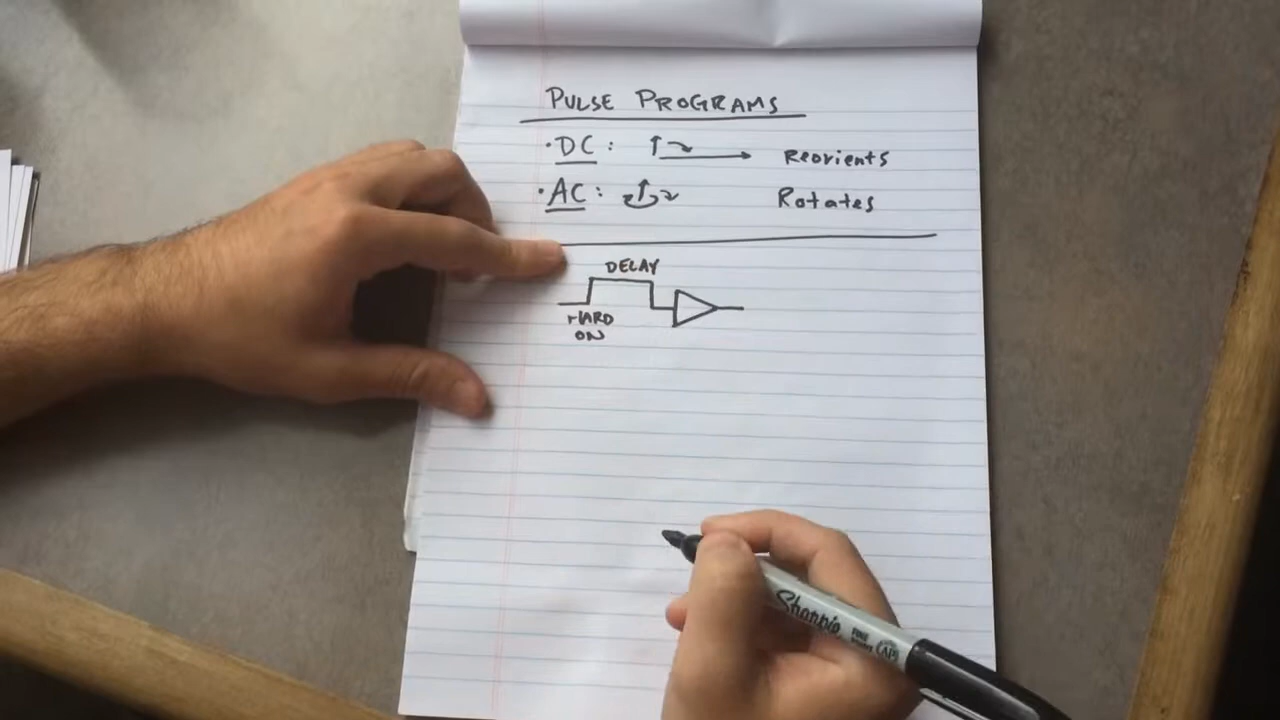 PULSE PROGRAMS
• DC: Reorients
• AC: Rotates
DELAY
HARD
ON
Sharpie